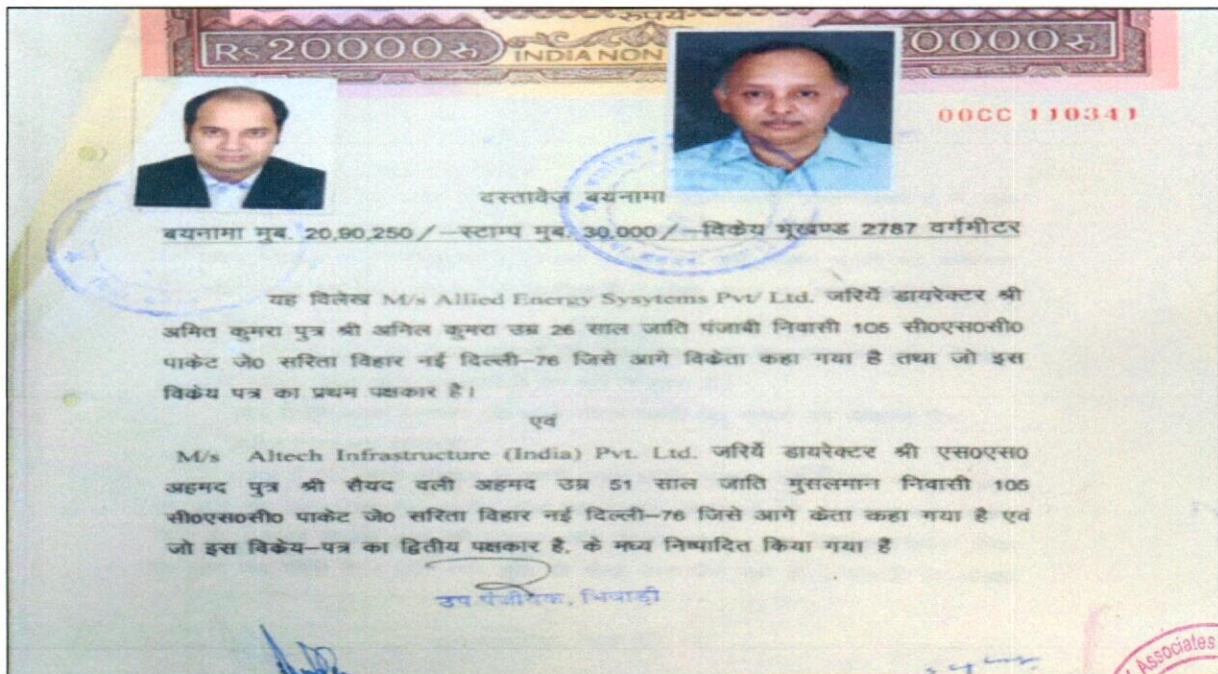 रुपये
Rs 20000 रु INDIA NON 0000 रु
00CC 110341
दस्तावेज बयनामा
बयनामा मुब. 20,90,250/–स्टाम्प मुब. 30,000/–विकेय भूखण्ड 2787 वर्गमीटर
यह विलेख M/s Allied Energy Sysytems Pvt/ Ltd. जरिये डायरेक्टर श्री
अमित कुमरा पुत्र श्री अनिल कुमरा उम्र 26 साल जाति पंजाबी निवासी 105 सी0एस0सी0
पाकेट जे0 सरिता विहार नई दिल्ली–76 जिसे आगे विकेता कहा गया है तथा जो इस
विकेय पत्र का प्रथम पक्षकार है।
एवं
M/s Altech Infrastructure (India) Pvt. Ltd. जरिये डायरेक्टर श्री एस0एस0
अहमद पुत्र श्री सैयद वली अहमद उम्र 51 साल जाति मुसलमान निवासी 105
सी0एस0सी0 पाकेट जे0 सरिता विहार नई दिल्ली–76 जिसे आगे केता कहा गया है एवं
जो इस विकेय–पत्र का द्वितीय पक्षकार है, के मध्य निष्पादित किया गया है
उप पंजीयक, भिवाड़ी
Associates